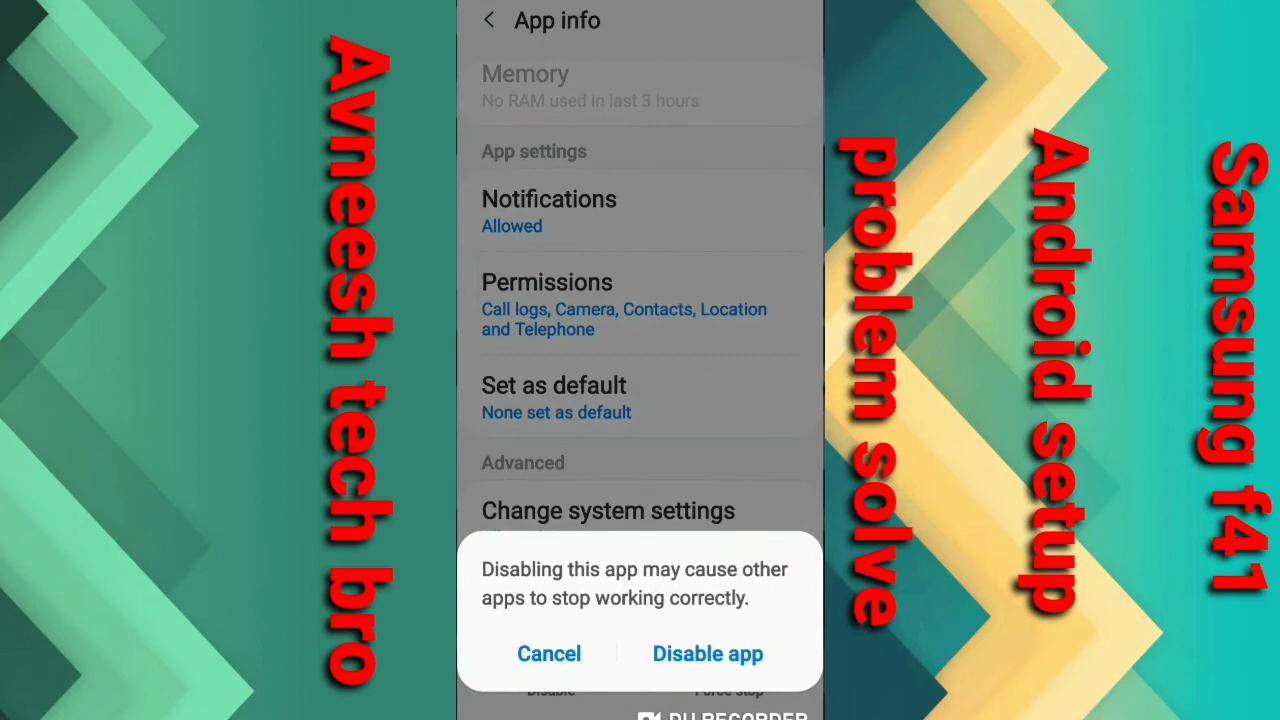 Avneesh tech bro
App info
Memory
No RAM used in last 3 hours
App settings
Notifications
Allowed
Permissions
Call logs, Camera, Contacts, Location
and Telephone
Set as default
None set as default
Advanced
Change system settings
Disabling this app may cause other
apps to stop working correctly.
Cancel
Disable app
Disable
Force stop
DU RECORDER
Samsung f41
Android setup
problem solve